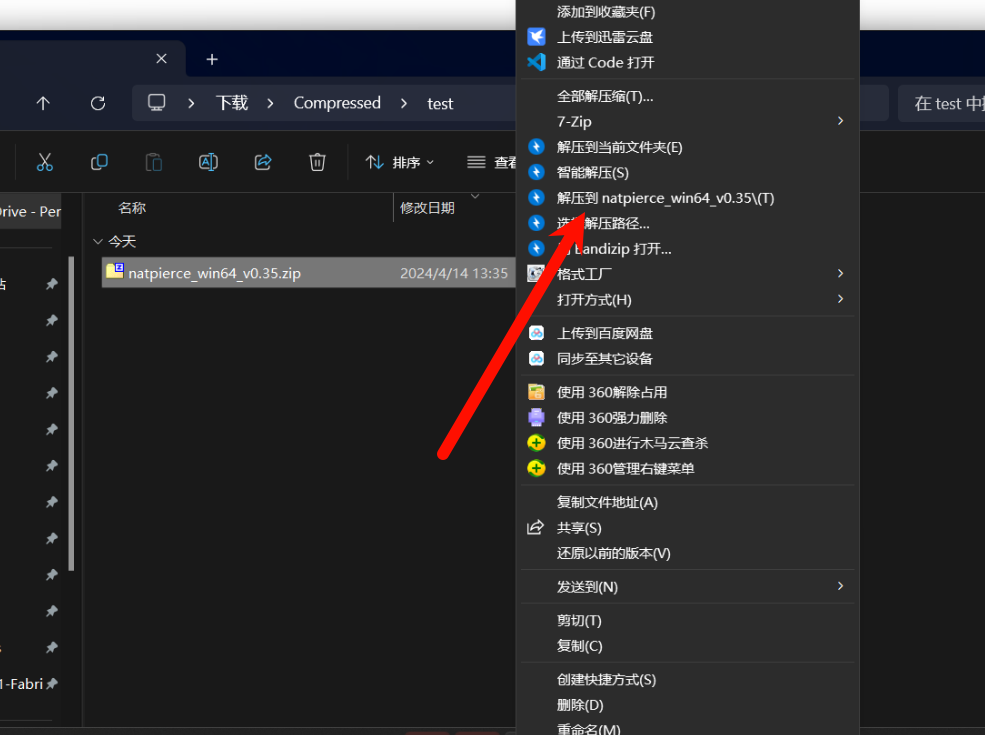 添加到收藏夹(F)
上传到迅雷云盘
通过 Code 打开
全部解压缩(T)...
7-Zip
解压到当前文件夹(E)
智能解压(S)
解压到 natpierce_win64_v0.35\(T)
解压路径...
Bandizip 打开...
格式工厂
打开方式(H)
上传到百度网盘
同步至其它设备
使用 360解除占用
使用 360强力删除
使用 360进行木马云查杀
使用 360管理右键菜单
复制文件地址(A)
共享(S)
还原以前的版本(V)
发送到(N)
剪切(T)
复制(C)
创建快捷方式(S)
删除(D)
重命名(M)
下载
Compressed
test
在 test 中
排序
查看
rive - Per
名称
修改日期
今天
natpierce_win64_v0.35.zip
2024/4/14 13:35
1-Fabri